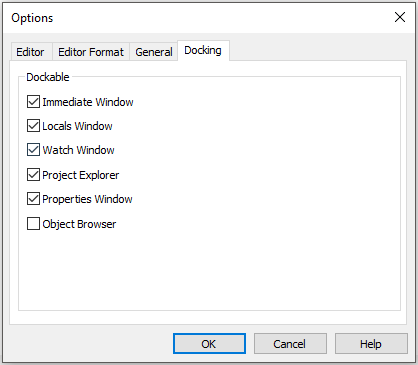 Options
Editor Editor Format General Docking
Dockable
Immediate Window
Locals Window
Watch Window
Project Explorer
Properties Window
Object Browser
OK Cancel Help